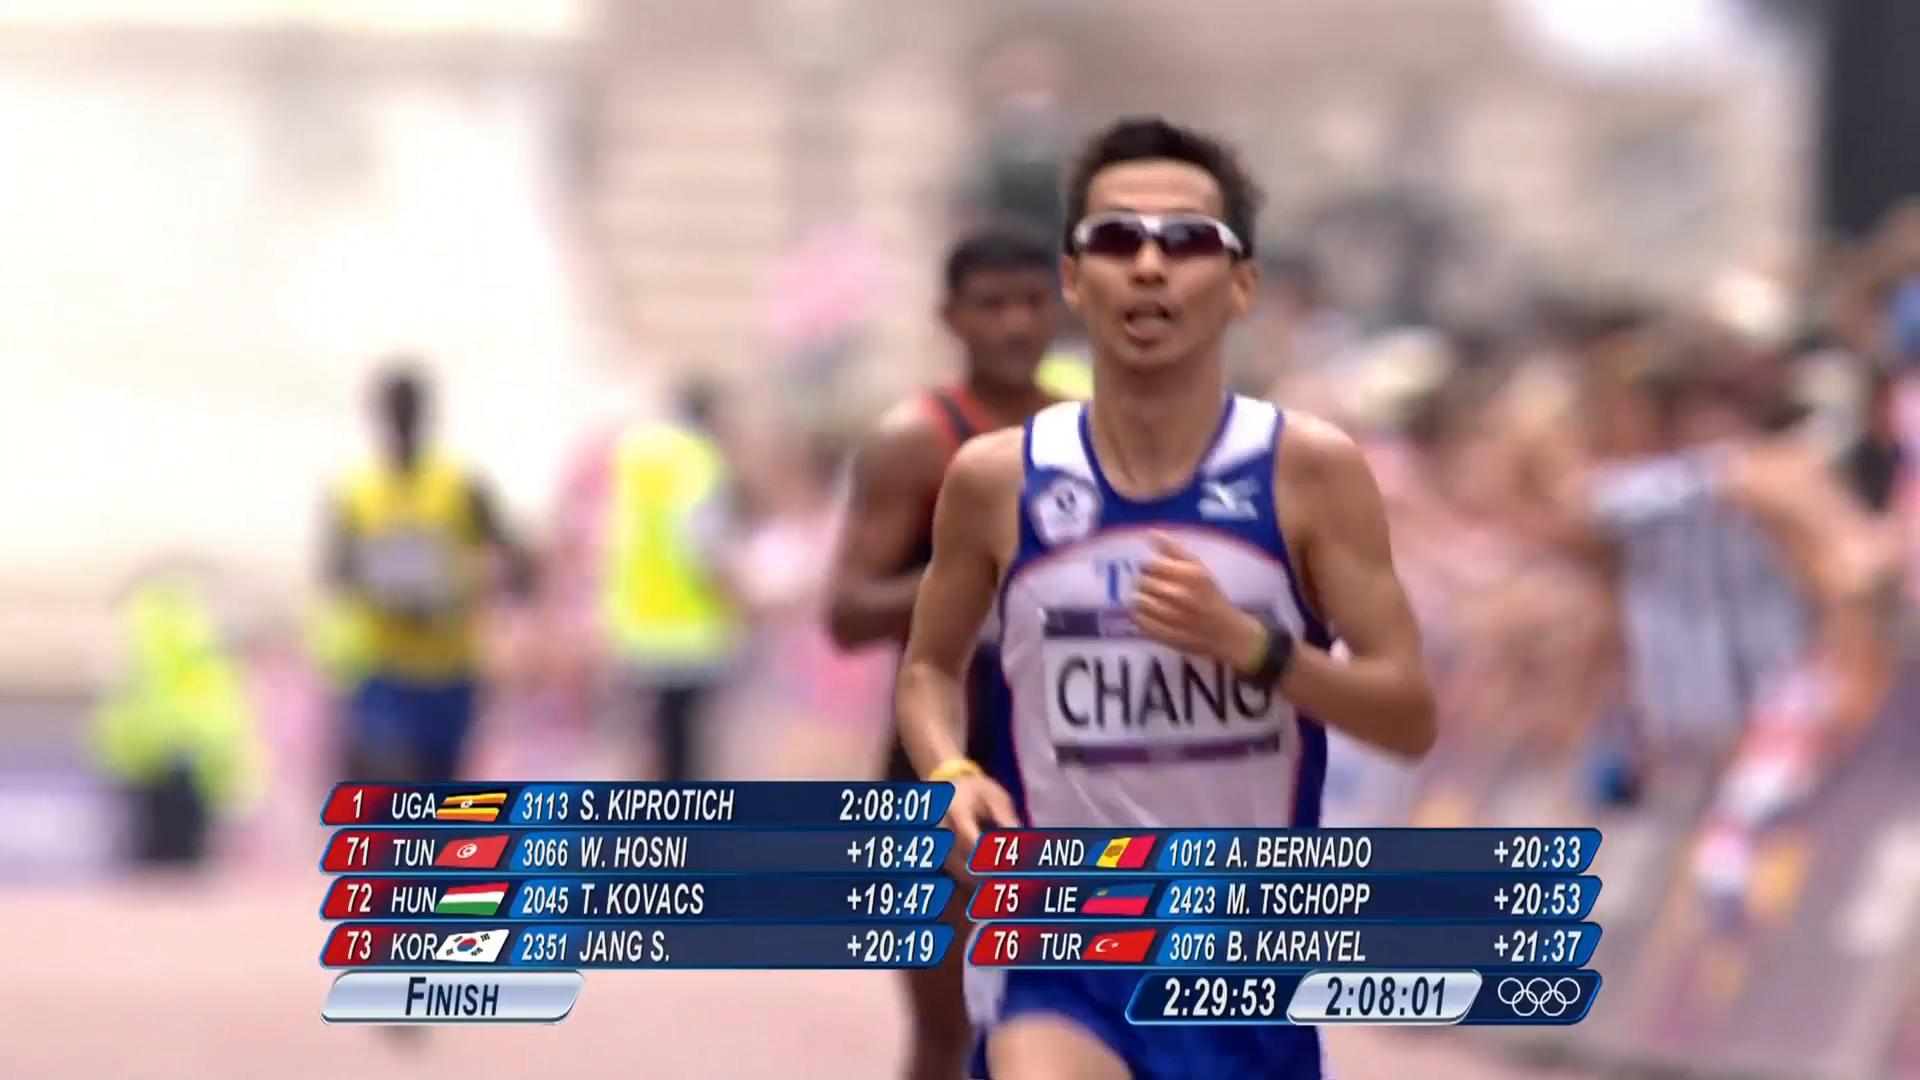 CHANG
1 UGA 3113 S. KIPROTICH 2:08:01
71 TUN 3066 W. HOSNI +18:42
72 HUN 2045 T. KOVACS +19:47
73 KOR 2351 JANG S. +20:19
74 AND 1012 A. BERNADO +20:33
75 LIE 2423 M. TSCHOPP +20:53
76 TUR 3076 B. KARAYEL +21:37
FINISH
2:29:53 2:08:01